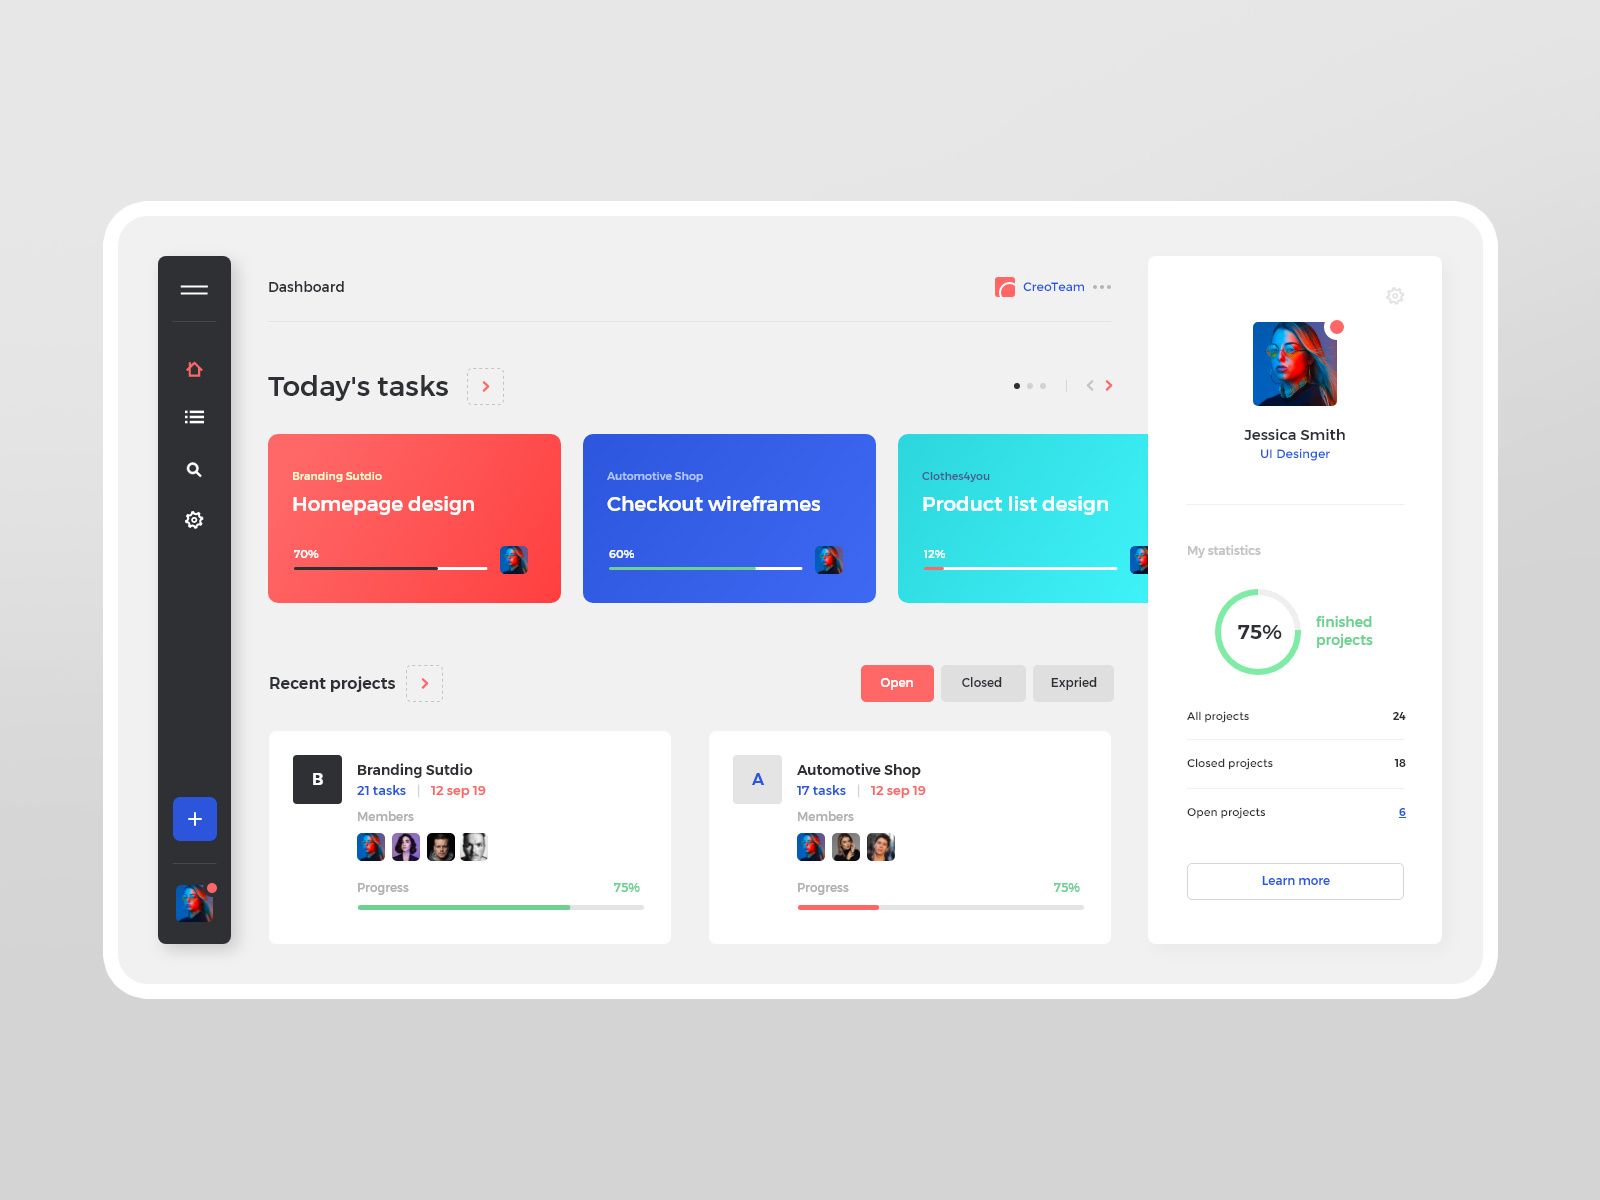 Dashboard
CreoTeam
Today's tasks
Branding Sutdio
Homepage design
70%
Automotive Shop
Checkout wireframes
60%
Clothes4you
Product list design
12%
Recent projects
Open
Closed
Expried
B
Branding Sutdio
21 tasks | 12 sep 19
Members
Progress 75%
A
Automotive Shop
17 tasks | 12 sep 19
Members
Progress 75%
Jessica Smith
UI Desinger
My statistics
75%
finished
projects
All projects 24
Closed projects 18
Open projects 6
Learn more